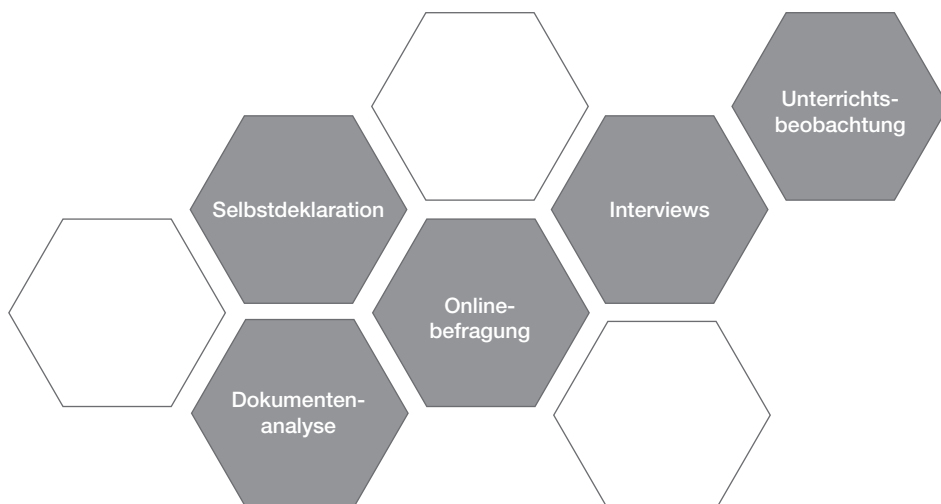 Unterrichts-
beobachtung
Selbstdeklaration
Interviews
Online-
befragung
Dokumenten-
analyse